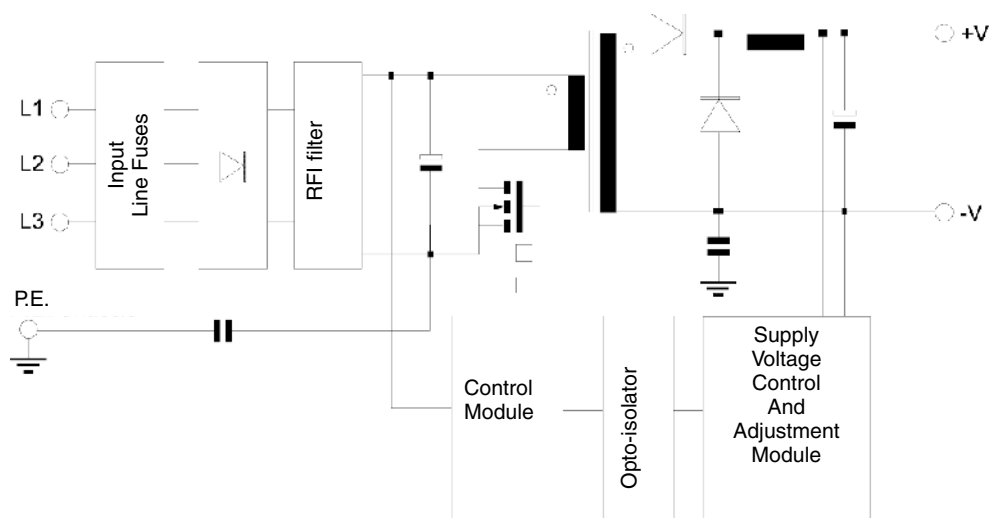 L1
L2
L3
Input
Line Fuses
RFI filter
+V
-V
P.E.
Control
Module
Opto-isolator
Supply
Voltage
Control
And
Adjustment
Module